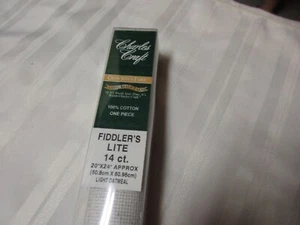 Charles
Craft
100% COTTON
ONE PIECE
FIDDLER'S
LITE
14 ct.
20"X24" APPROX
(50.8cm X 60.96cm)
LIGHT OATMEAL